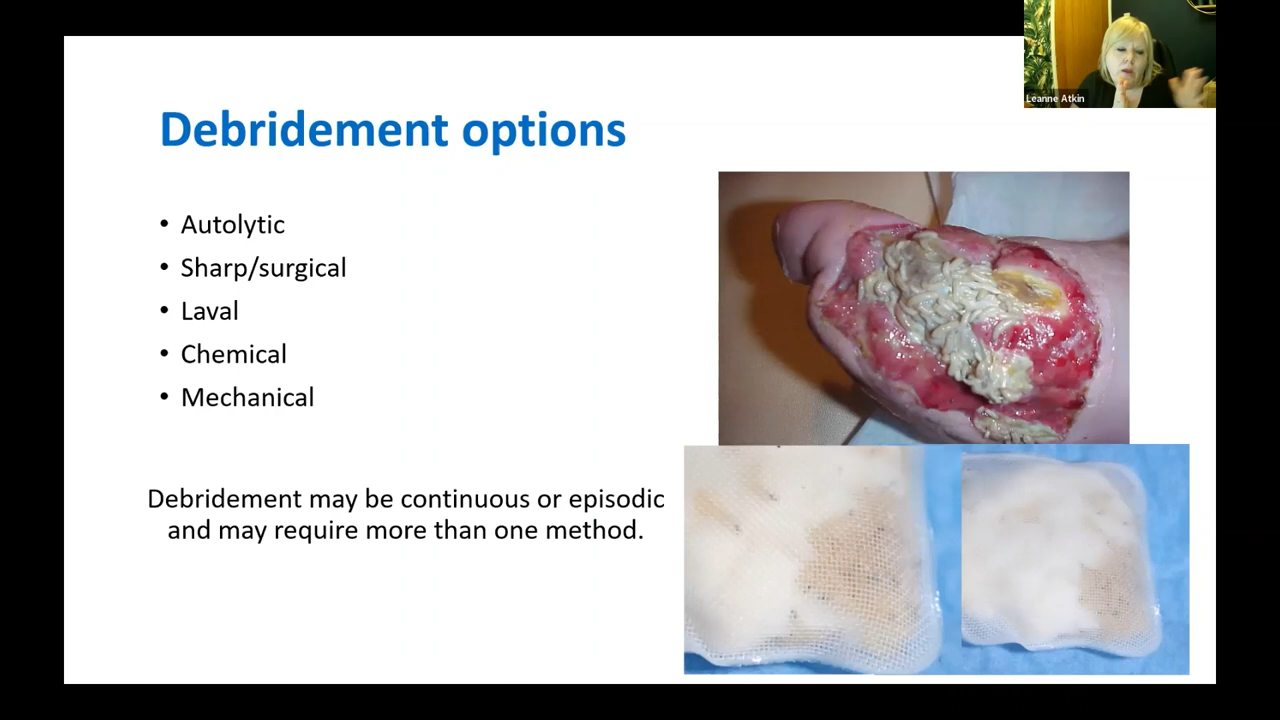 Leanne Atkin
Debridement options
• Autolytic
• Sharp/surgical
• Laval
• Chemical
• Mechanical
Debridement may be continuous or episodic
and may require more than one method.